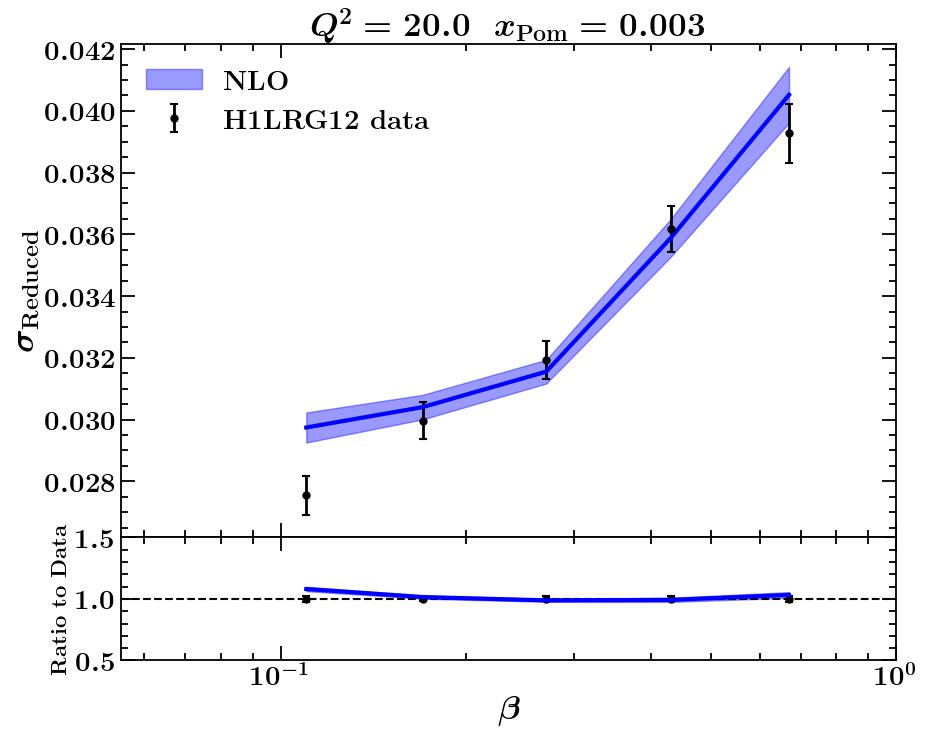 Q² = 20.0 x_Pom = 0.003
0.042
0.040
0.038
0.036
0.034
0.032
0.030
0.028
σ_Reduced
NLO
H1LRG12 data
1.5
1.0
0.5
Ratio to Data
10⁻¹
10⁰
β